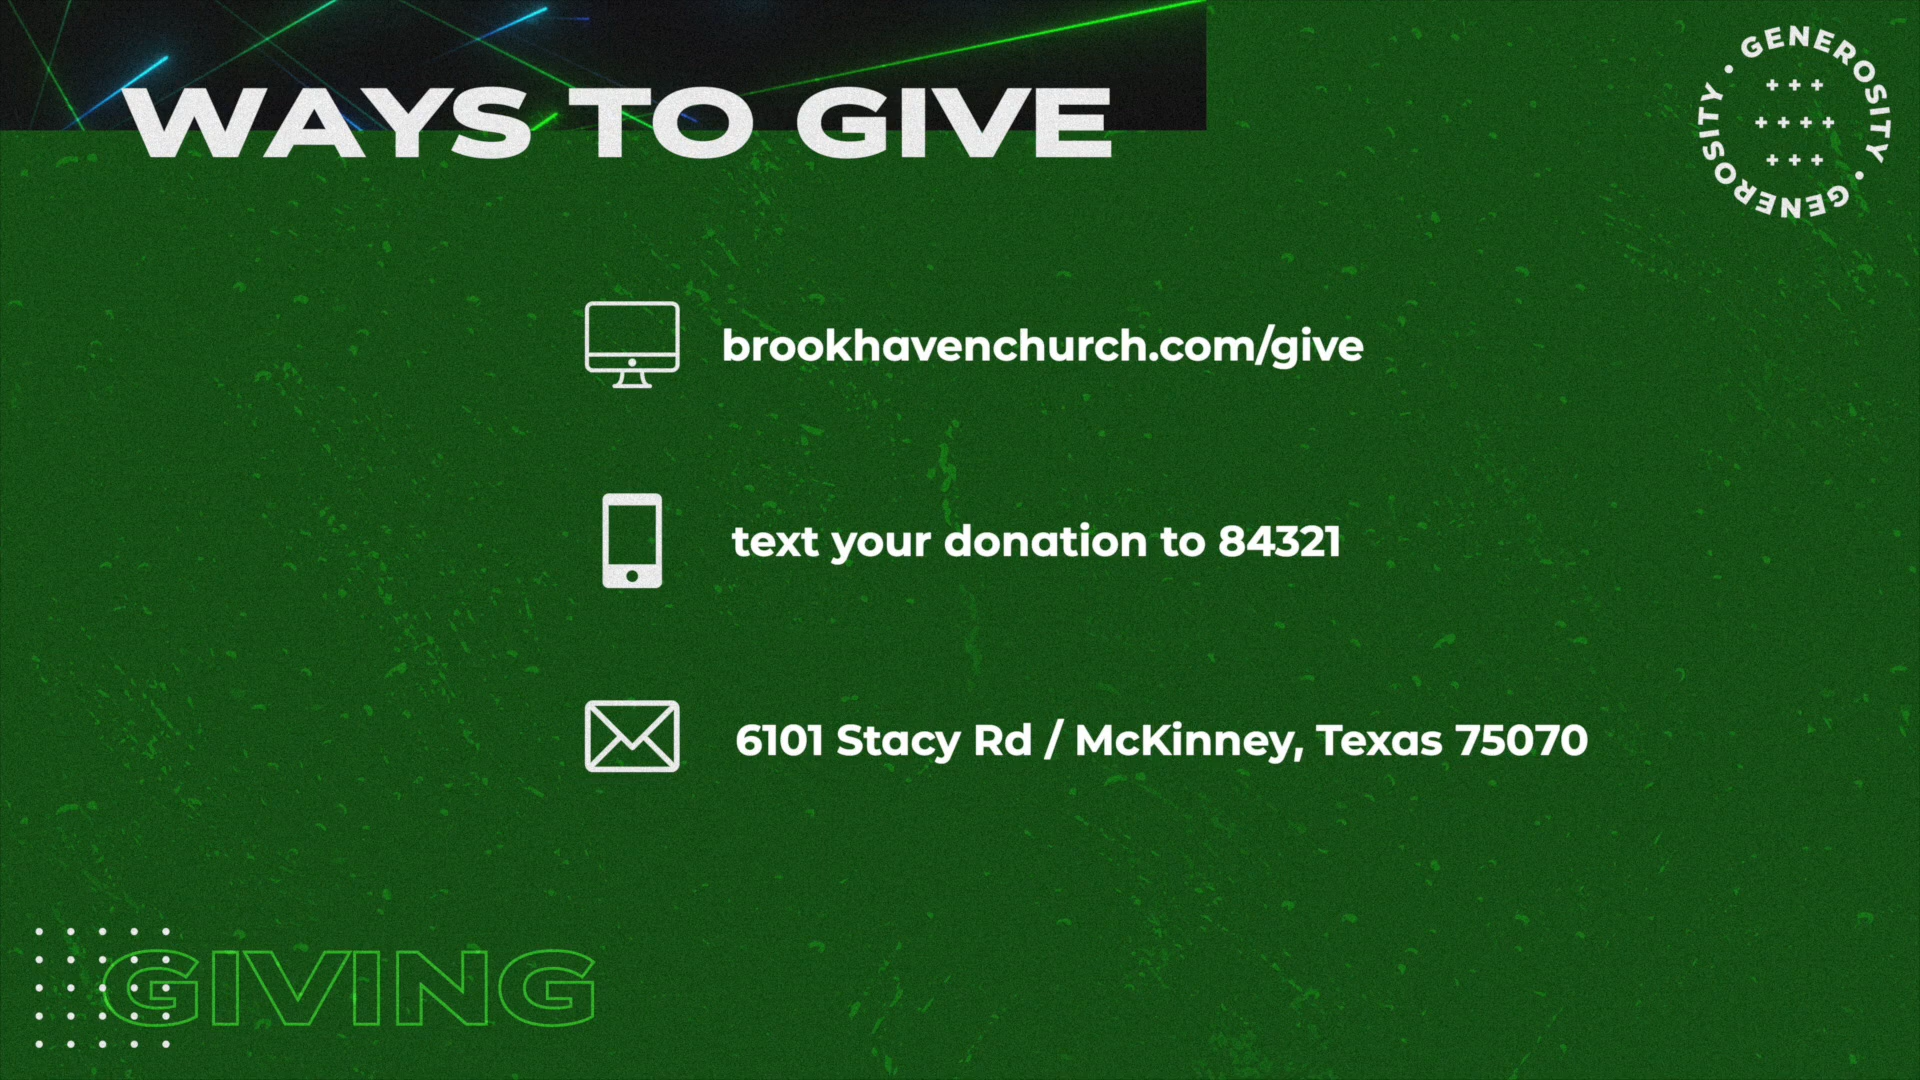 WAYS TO GIVE
GENEROSITY • GENEROSITY •
brookhavenchurch.com/give
text your donation to 84321
6101 Stacy Rd / McKinney, Texas 75070
GIVING